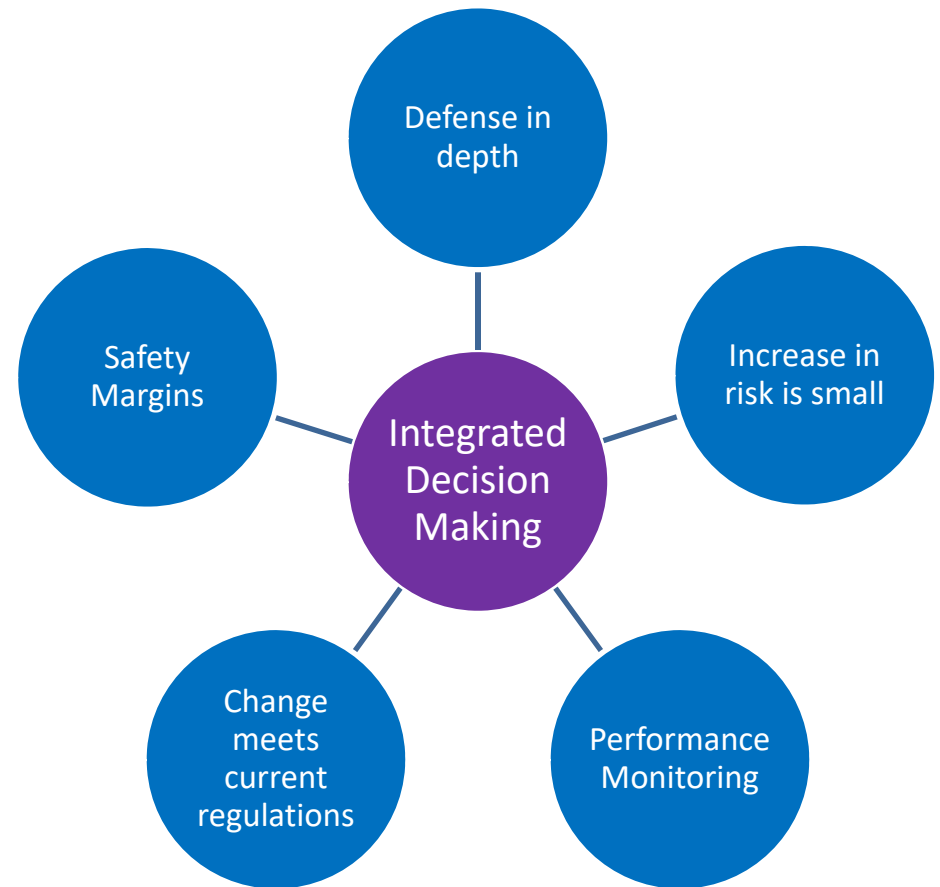 Defense in
depth
Safety
Margins
Increase in
risk is small
Integrated
Decision
Making
Change
meets
current
regulations
Performance
Monitoring